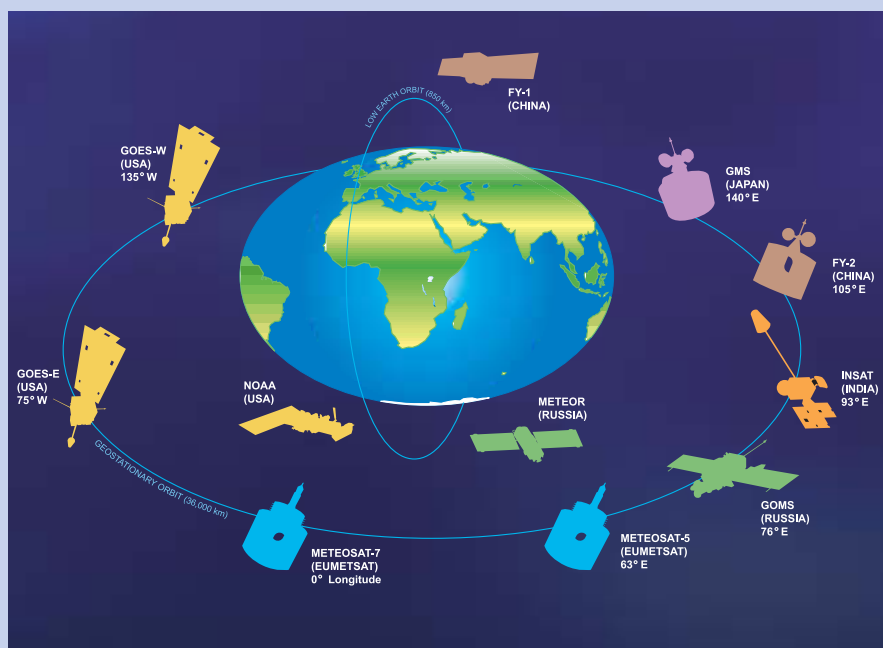 FY-1
(CHINA)
LOW EARTH ORBIT (850 km)
GOES-W
(USA)
135° W
GMS
(JAPAN)
140° E
FY-2
(CHINA)
105° E
GOES-E
(USA)
75° W
NOAA
(USA)
METEOR
(RUSSIA)
INSAT
(INDIA)
93° E
GEOSTATIONARY ORBIT (36,000 km)
GOMS
(RUSSIA)
76° E
METEOSAT-7
(EUMETSAT)
0° Longitude
METEOSAT-5
(EUMETSAT)
63° E